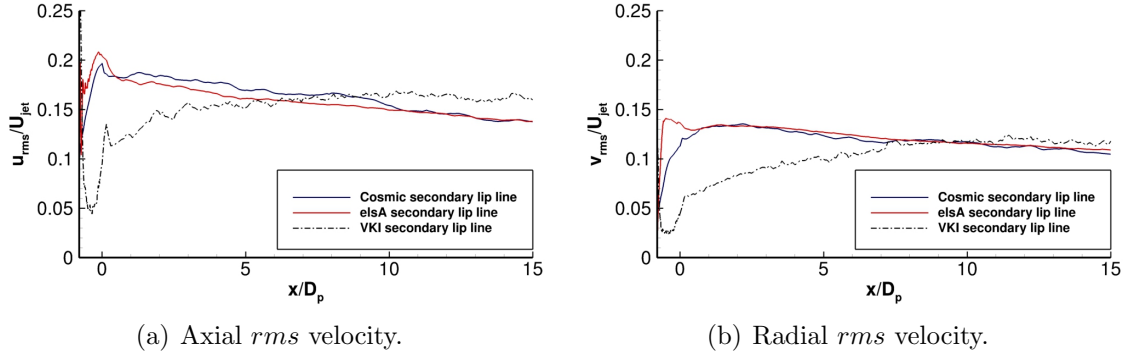 0.25
0.2
0.15
0.1
0.05
0
u_rms/U_jet
0
5
10
15
x/D_p
Cosmic secondary lip line
elsA secondary lip line
VKI secondary lip line
(a) Axial rms velocity.
0.25
0.2
0.15
0.1
0.05
0
v_rms/U_jet
0
5
10
15
x/D_p
Cosmic secondary lip line
elsA secondary lip line
VKI secondary lip line
(b) Radial rms velocity.